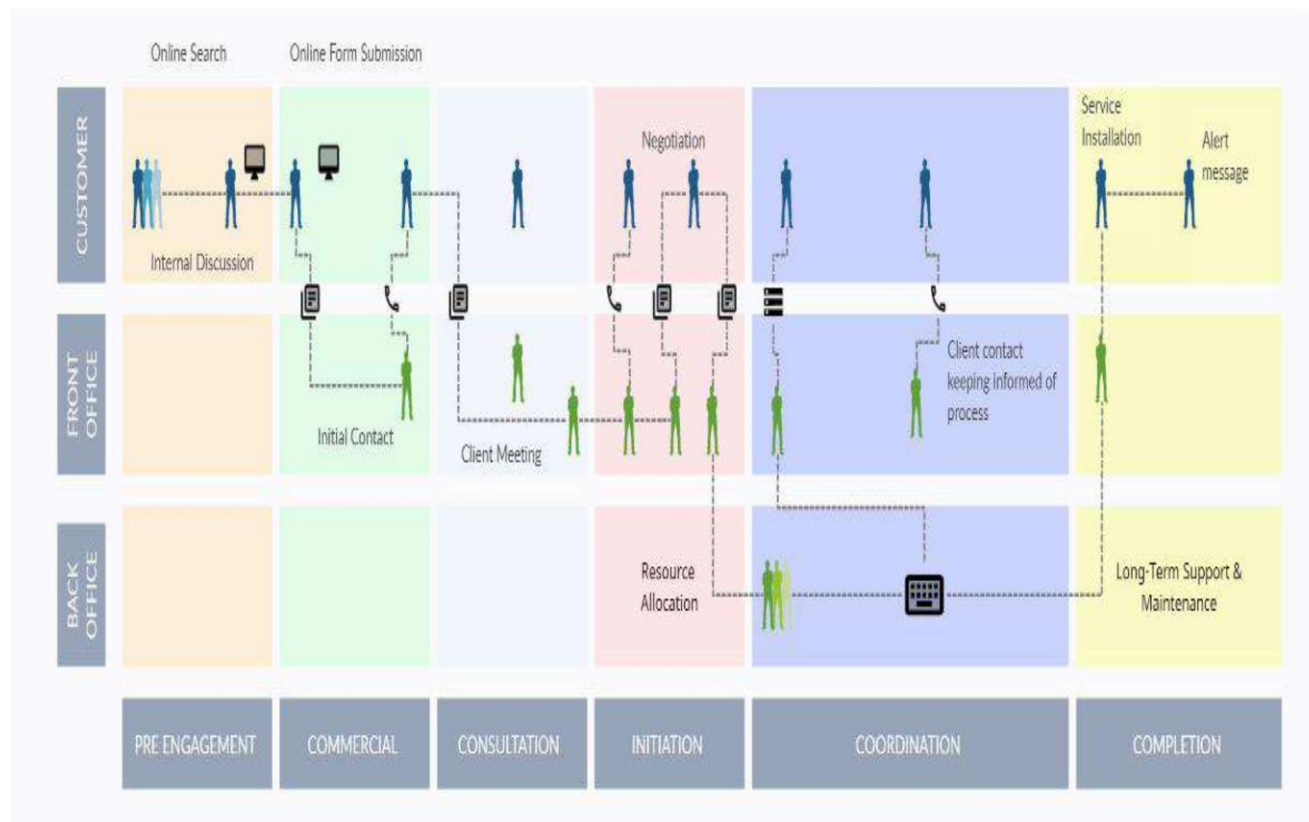 Online Search
Online Form Submission
CUSTOMER
Internal Discussion
Negotiation
Service
Installation
Alert
message
FRONT
OFFICE
Initial Contact
Client Meeting
Client contact
keeping informed of
process
BACK
OFFICE
Resource
Allocation
Long-Term Support &
Maintenance
PRE ENGAGEMENT
COMMERCIAL
CONSULTATION
INITIATION
COORDINATION
COMPLETION